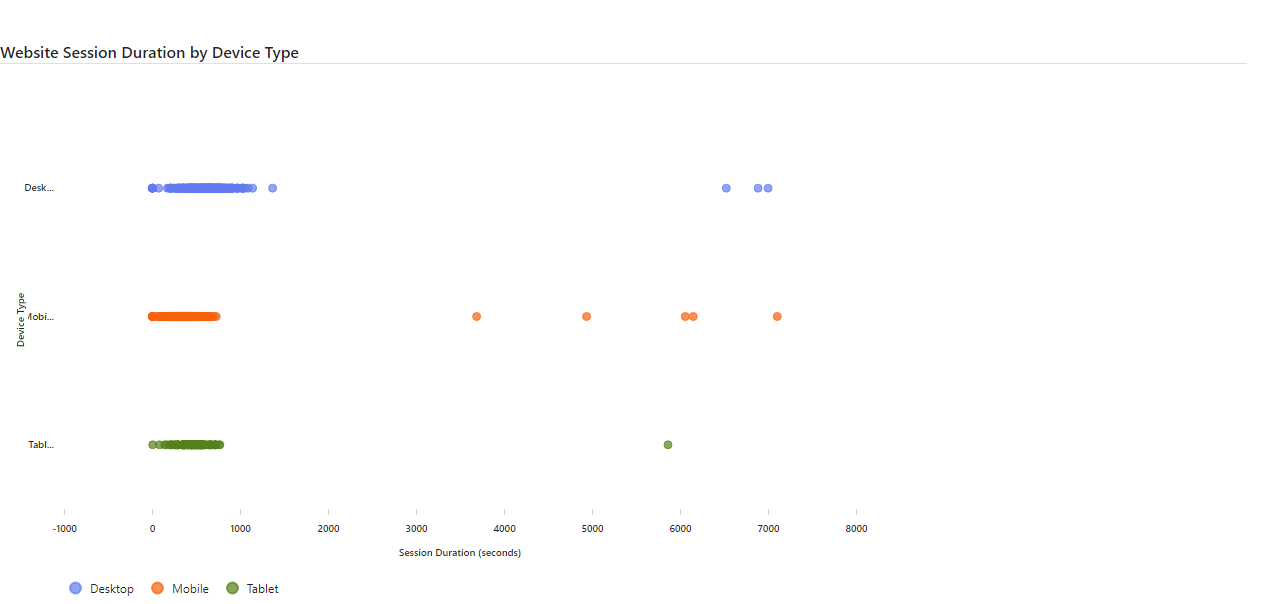 Website Session Duration by Device Type
Desk...
Mobi...
Tabl...
Device Type
-1000 0 1000 2000 3000 4000 5000 6000 7000 8000
Session Duration (seconds)
Desktop Mobile Tablet